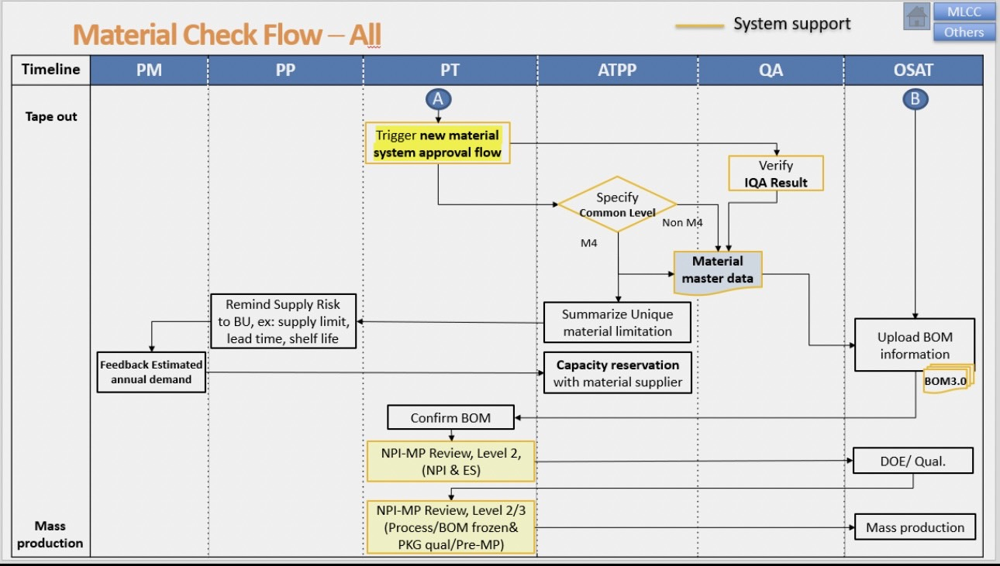 Material Check Flow – All
System support
MLCC
Others
Timeline
PM
PP
PT
ATPP
QA
OSAT
Tape out
A
B
Trigger new material
system approval flow
Verify
IQA Result
Specify
Common Level
Non M4
M4
Material
master data
Remind Supply Risk
to BU, ex: supply limit,
lead time, shelf life
Summarize Unique
material limitation
Upload BOM
information
BOM3.0
Feedback Estimated
annual demand
Capacity reservation
with material supplier
Confirm BOM
NPI-MP Review, Level 2,
(NPI & ES)
DOE/ Qual.
NPI-MP Review, Level 2/3
(Process/BOM frozen&
PKG qual/Pre-MP)
Mass
production
Mass production